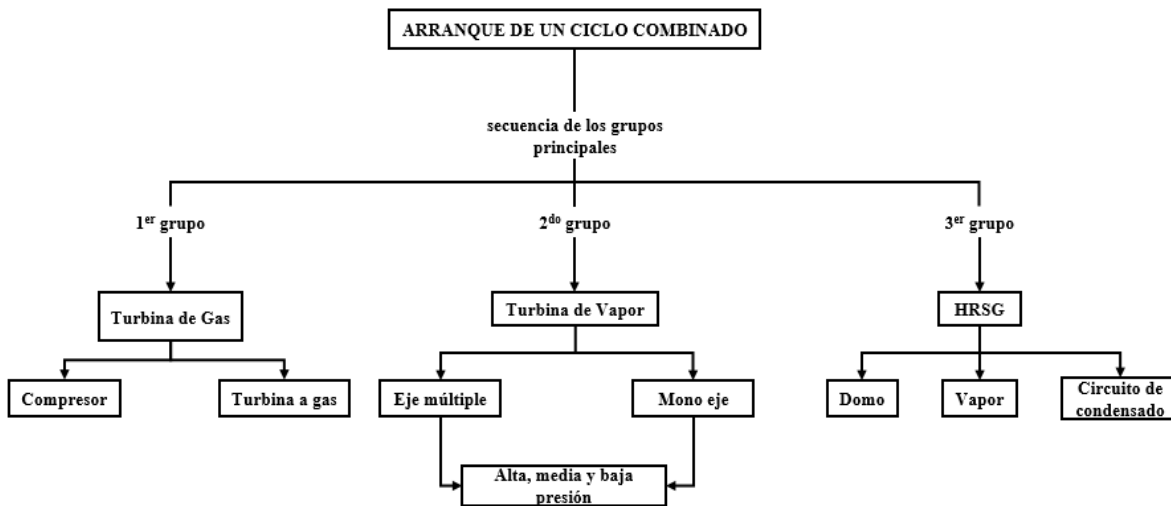 ARRANQUE DE UN CICLO COMBINADO
secuencia de los grupos
principales
1er grupo
2do grupo
3er grupo
Turbina de Gas
Turbina de Vapor
HRSG
Compresor
Turbina a gas
Eje múltiple
Mono eje
Domo
Vapor
Circuito de
condensado
Alta, media y baja
presión